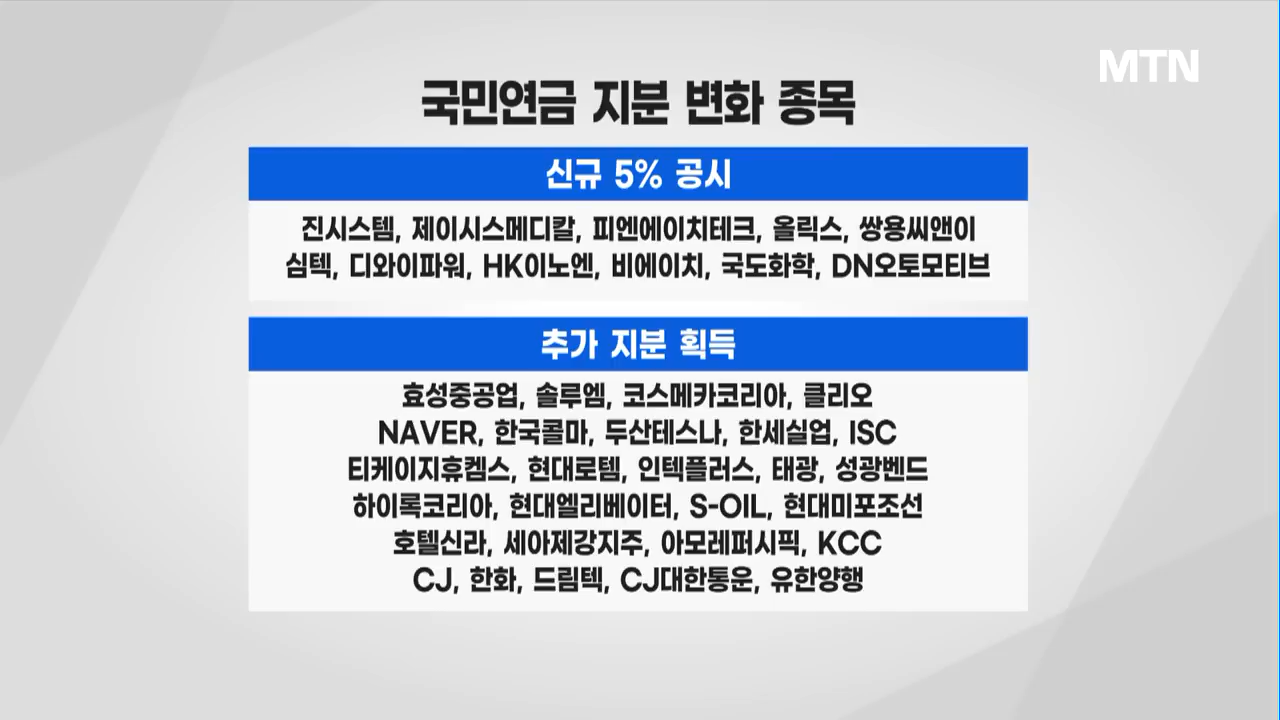 MTN
국민연금 지분 변화 종목
신규 5% 공시
진시스템, 제이시스메디칼, 피엔에이치테크, 올릭스, 쌍용씨앤이
심텍, 디와이파워, HK이노엔, 비에이치, 국도화학, DN오토모티브
추가 지분 획득
효성중공업, 솔루엠, 코스메카코리아, 클리오
NAVER, 한국콜마, 두산테스나, 한세실업, ISC
티케이지휴켐스, 현대로템, 인텍플러스, 태광, 성광벤드
하이록코리아, 현대엘리베이터, S-OIL, 현대미포조선
호텔신라, 세아제강지주, 아모레퍼시픽, KCC
CJ, 한화, 드림텍, CJ대한통운, 유한양행